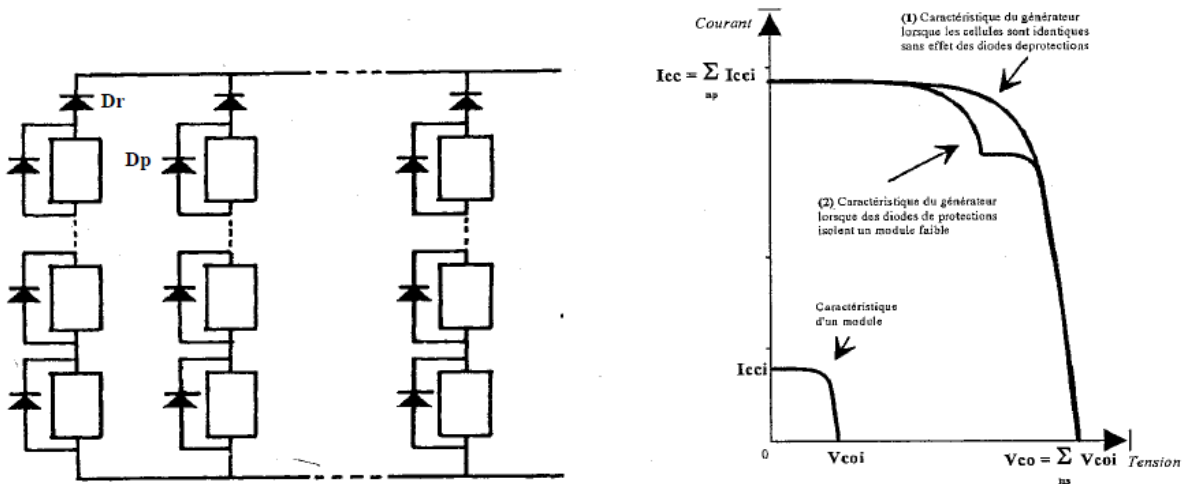 Dr
Dp
Courant
(1) Caractéristique du générateur
lorsque les cellules sont identiques
sans effet des diodes deprotections
Icc = Σ Icci
np
(2) Caractéristique du générateur
lorsque des diodes de protections
isolent un module faible
Caractéristique
d'un module
Icci
0
Vcoi
Vco = Σ Vcoi Tension
ns